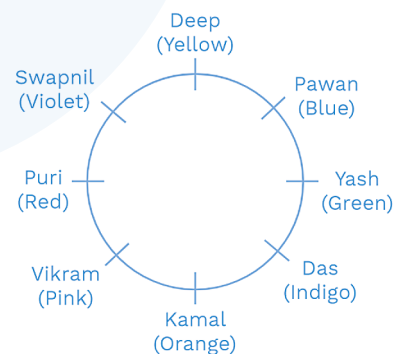 Deep
(Yellow)
Swapnil
(Violet)
Pawan
(Blue)
Puri
(Red)
Yash
(Green)
Vikram
(Pink)
Das
(Indigo)
Kamal
(Orange)